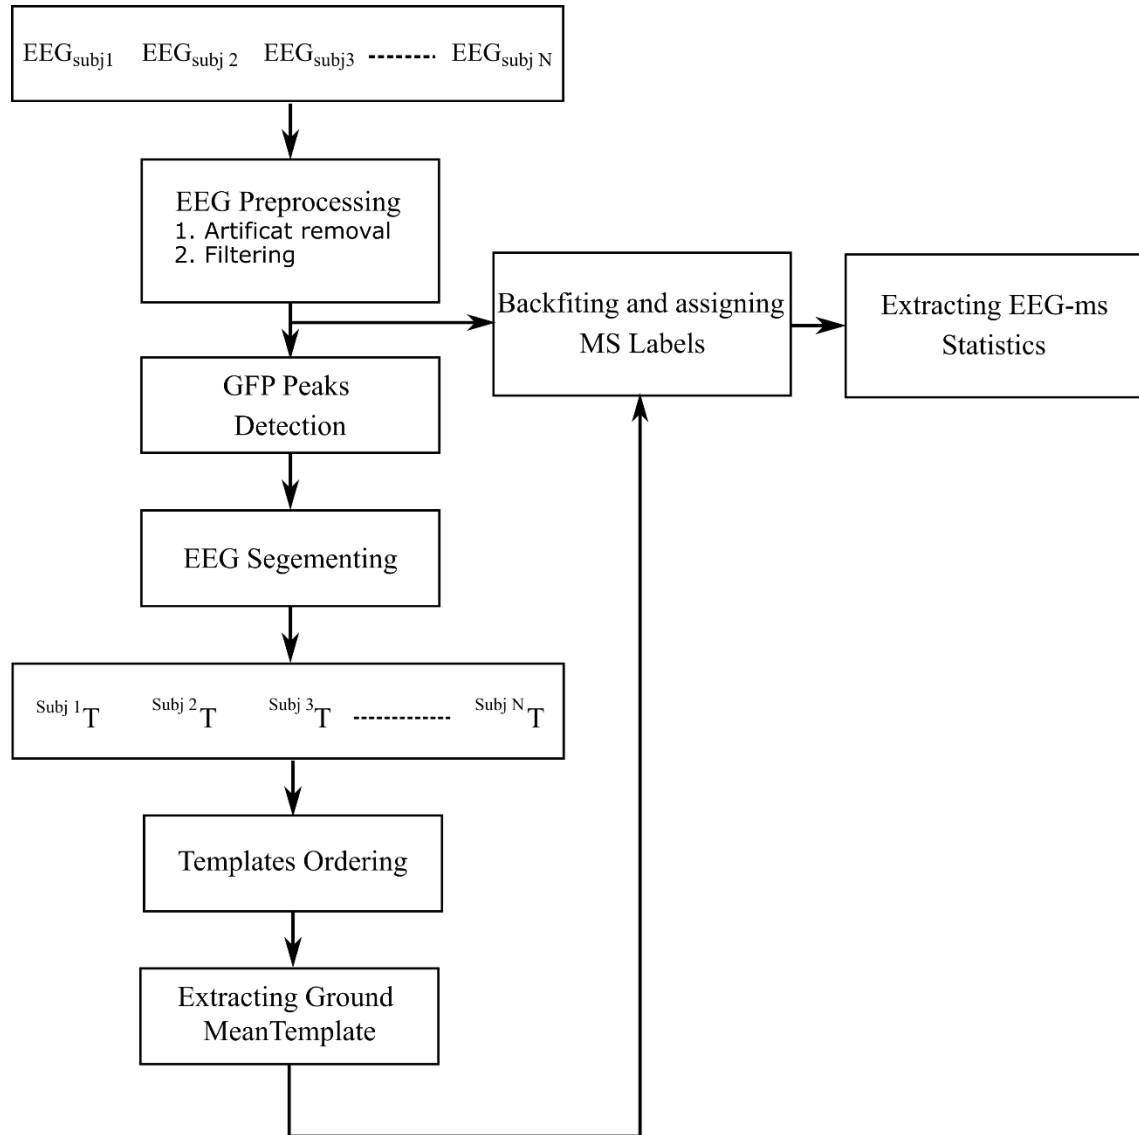 EEGsubj1 EEGsubj 2 EEGsubj3 -------- EEGsubj N
EEG Preprocessing
1. Artificat removal
2. Filtering
Backfiting and assigning
MS Labels
Extracting EEG-ms
Statistics
GFP Peaks
Detection
EEG Segementing
Subj 1T Subj 2T Subj 3T -------------- Subj NT
Templates Ordering
Extracting Ground
MeanTemplate